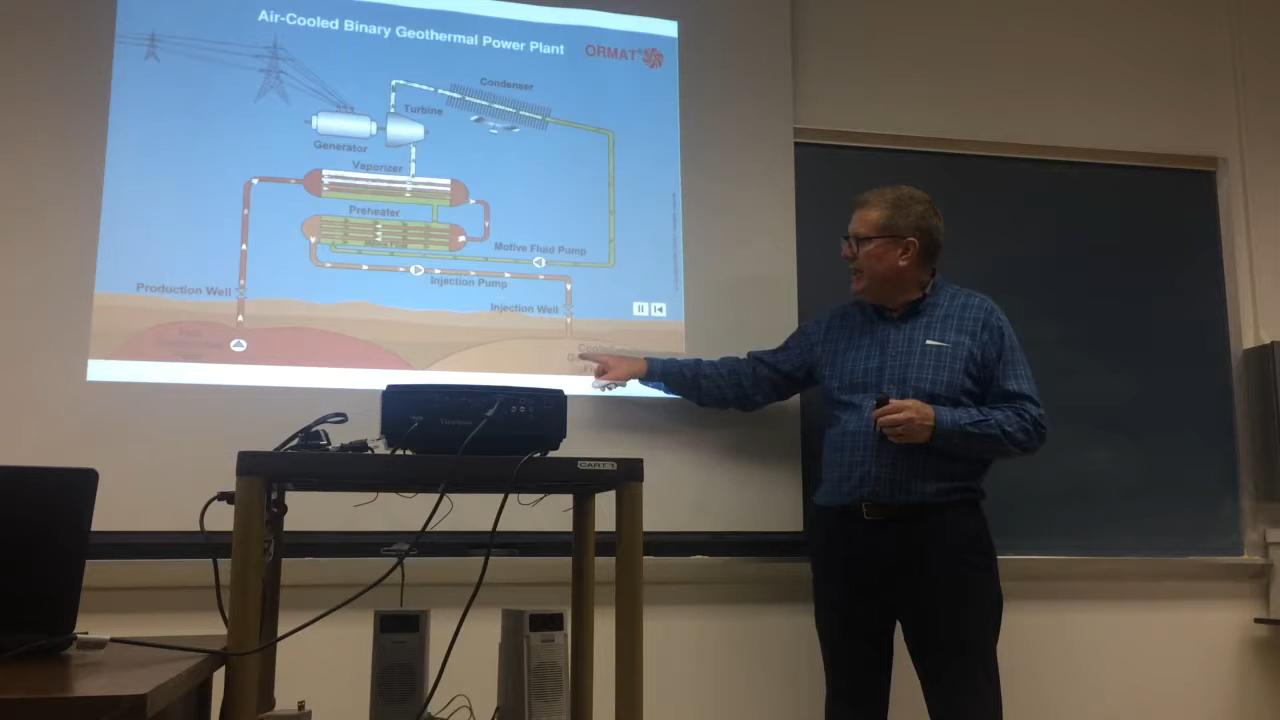 Air-Cooled Binary Geothermal Power Plant
ORMAT
Condenser
Turbine
Generator
Vaporizer
Preheater
Motive Fluid Pump
Injection Pump
Production Well
Injection Well
CART 1